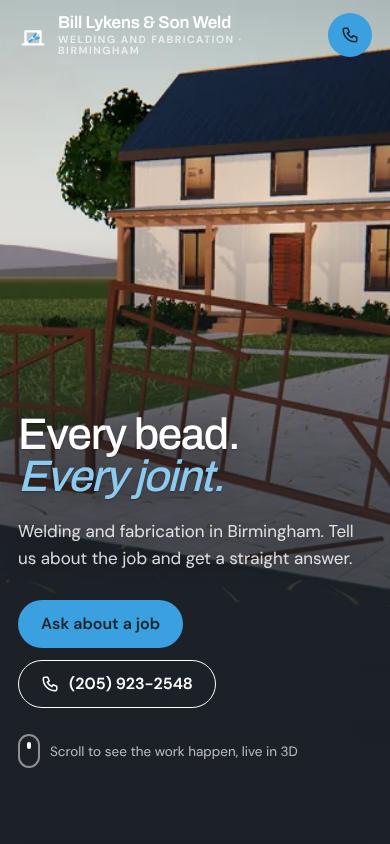 Bill Lykens & Son Weld
WELDING AND FABRICATION ·
BIRMINGHAM
Every bead.
Every joint.
Welding and fabrication in Birmingham. Tell
us about the job and get a straight answer.
Ask about a job
(205) 923-2548
Scroll to see the work happen, live in 3D